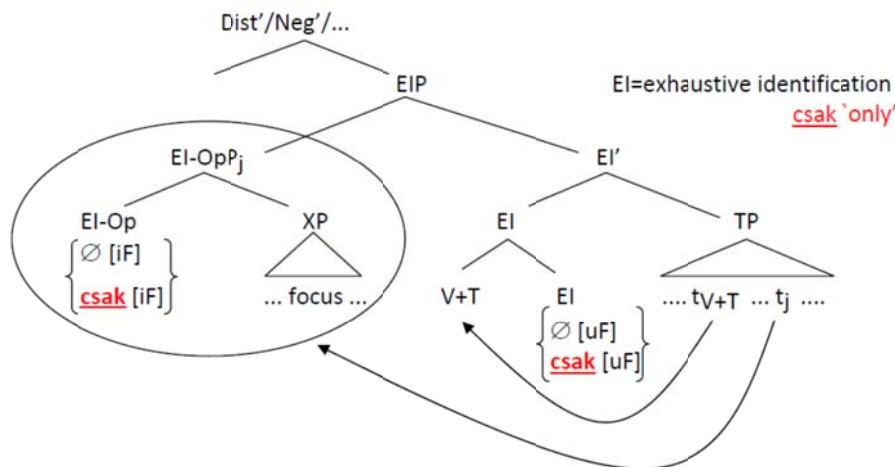 Dist’/Neg’/...
EIP
EI=exhaustive identification
csak `only’
EI-OpPj
EI’
EI-Op
XP
EI
TP
∅ [iF]
csak [iF]
... focus ...
V+T
EI
.... tV+T ... tj ....
∅ [uF]
csak [uF]